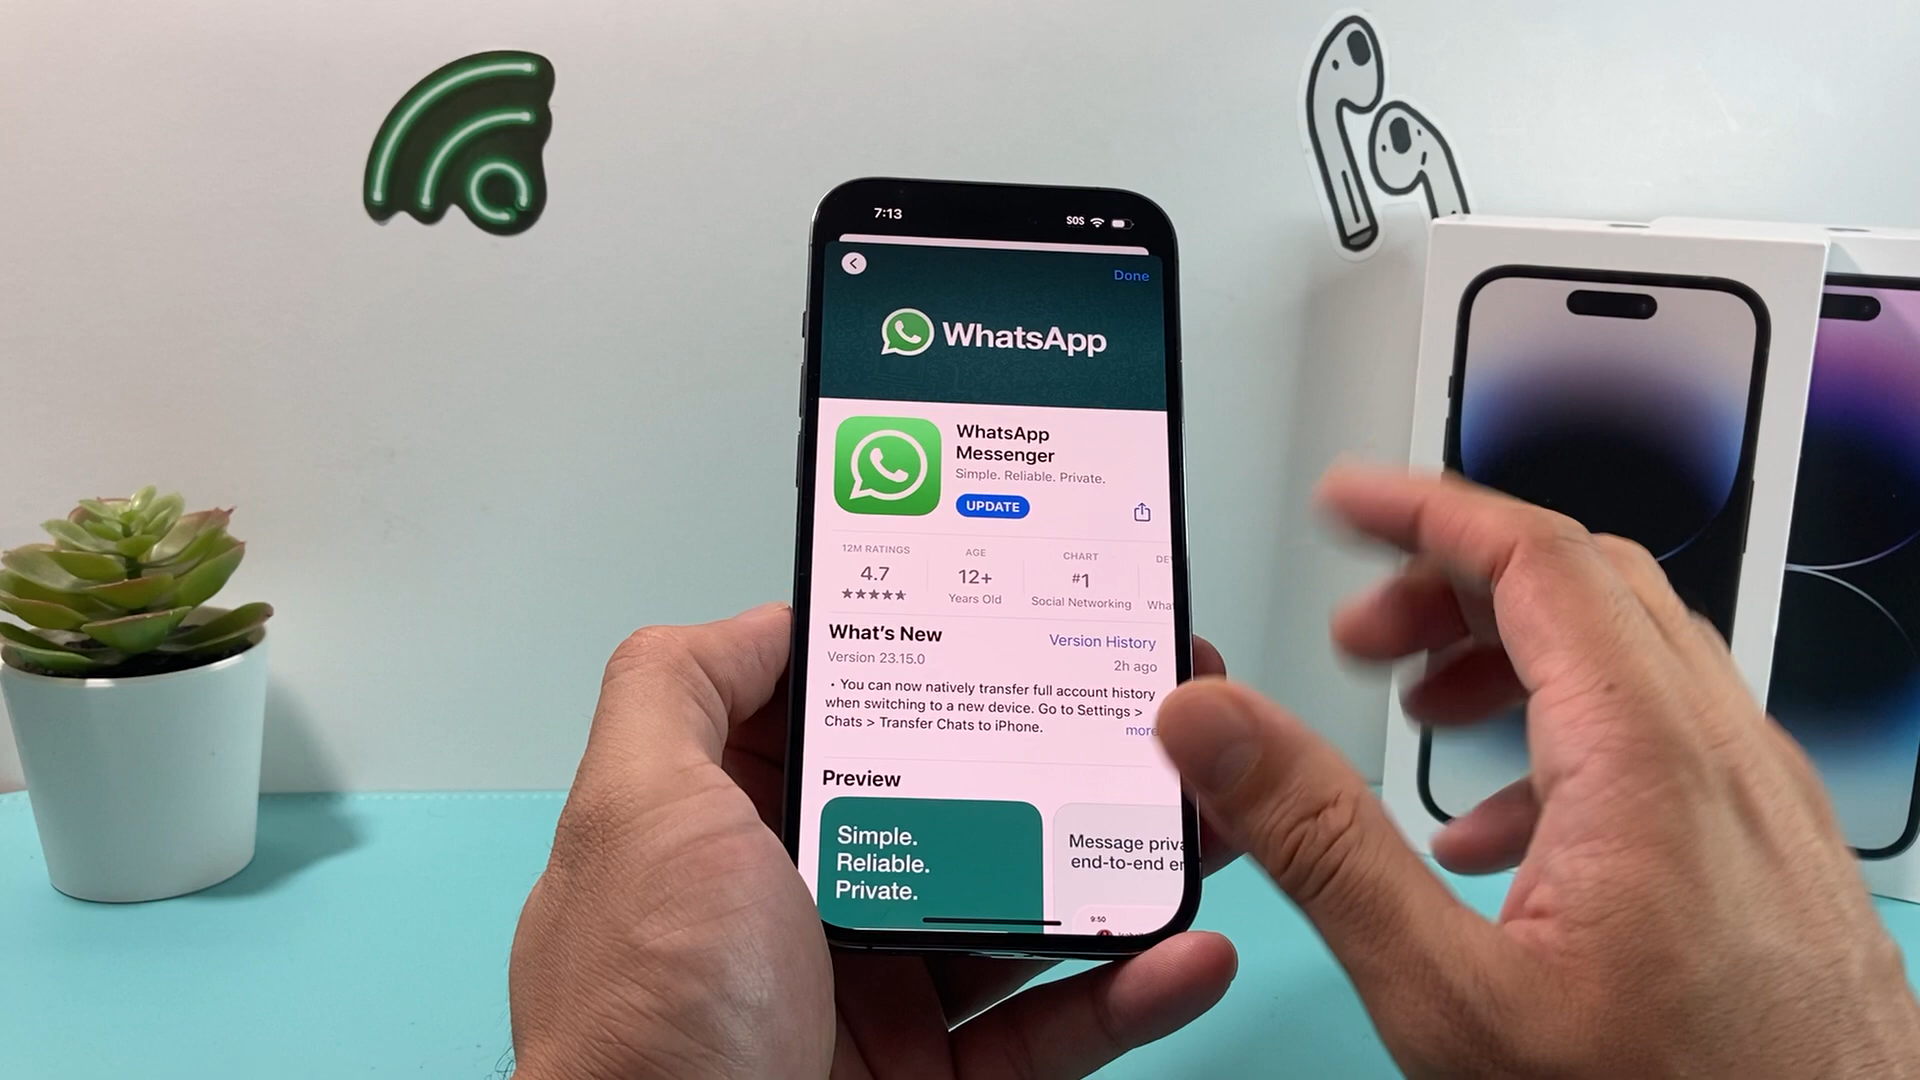 7:13
SOS
Done
WhatsApp
WhatsApp
Messenger
Simple. Reliable. Private.
UPDATE
12M RATINGS
AGE
CHART
4.7
12+
#1
★★★★★
Years Old
Social Networking
What's New
Version History
Version 23.15.0
2h ago
• You can now natively transfer full account history
when switching to a new device. Go to Settings >
Chats > Transfer Chats to iPhone.
more
Preview
Simple.
Reliable.
Private.
Message
end-to-end
9:50